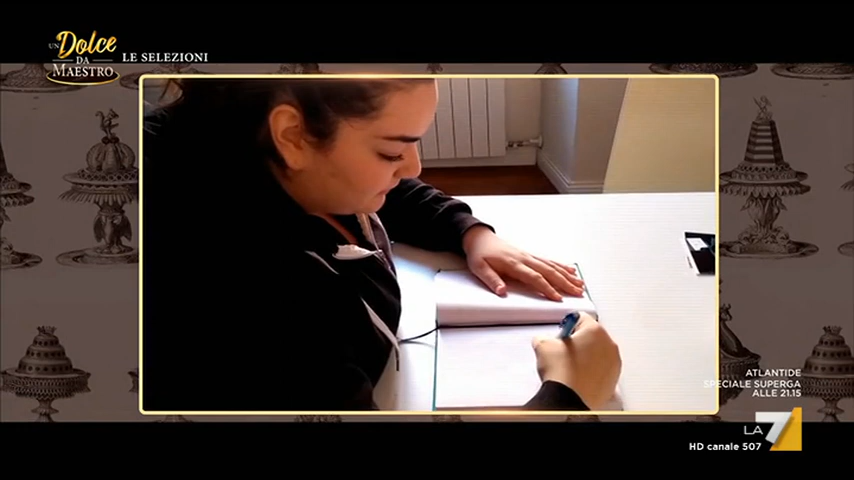 UN
Dolce
DA
MAESTRO
LE SELEZIONI
ATLANTIDE
SPECIALE SUPERGA
ALLE 21.15
LA7
HD canale 507